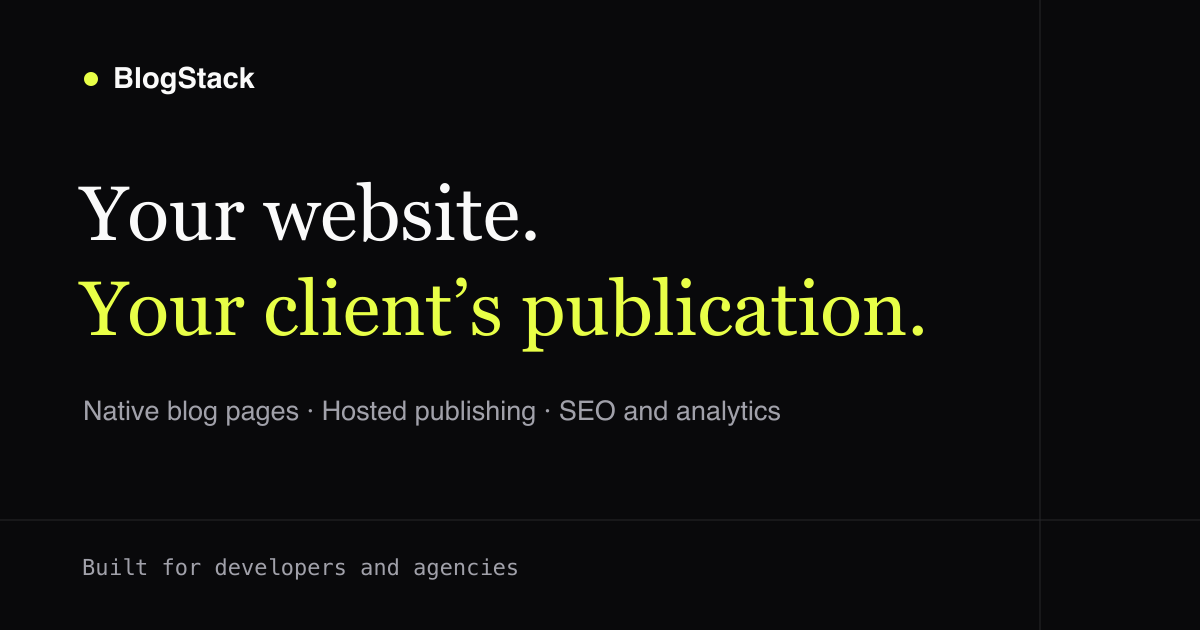 BlogStack
Your website.
Your client’s publication.
Native blog pages · Hosted publishing · SEO and analytics
Built for developers and agencies